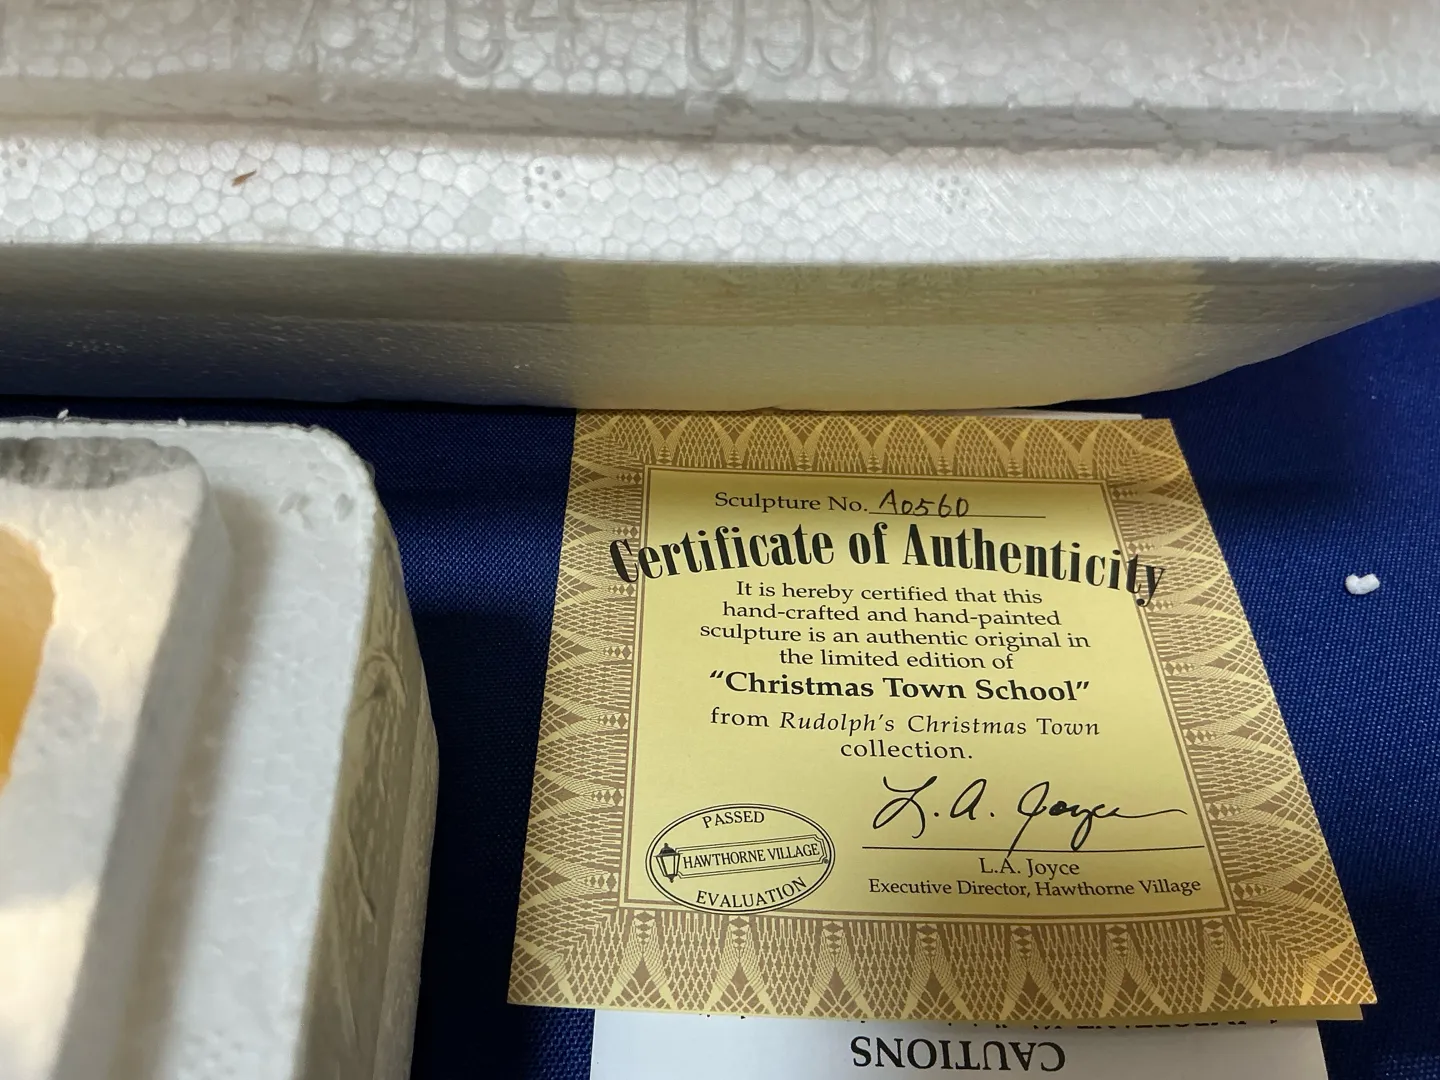 Sculpture No. A0560
Certificate of Authenticity
It is hereby certified that this
hand-crafted and hand-painted
sculpture is an authentic original in
the limited edition of
“Christmas Town School”
from Rudolph's Christmas Town
collection.
L. A. Joyce
L.A. Joyce
Executive Director, Hawthorne Village
PASSED
HAWTHORNE VILLAGE
EVALUATION
CAUTIONS